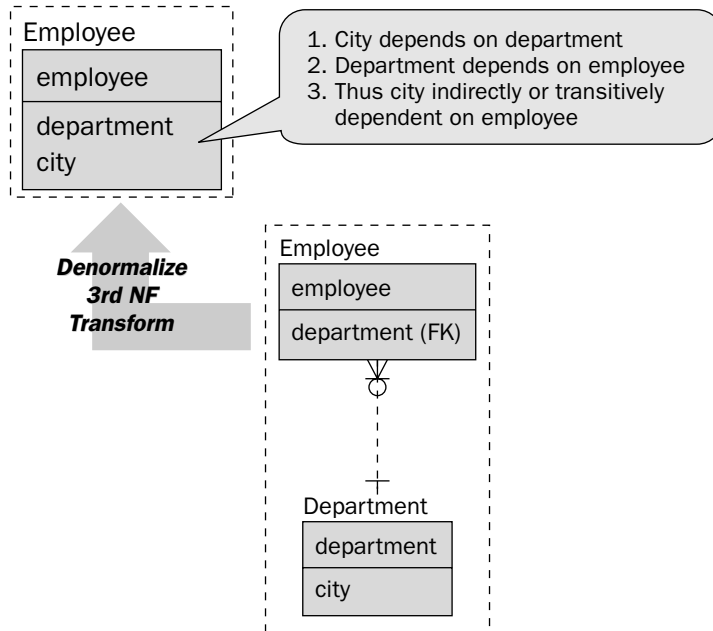 Employee
employee
department
city
1. City depends on department
2. Department depends on employee
3. Thus city indirectly or transitively
dependent on employee
Denormalize
3rd NF
Transform
Employee
employee
department (FK)
Department
department
city